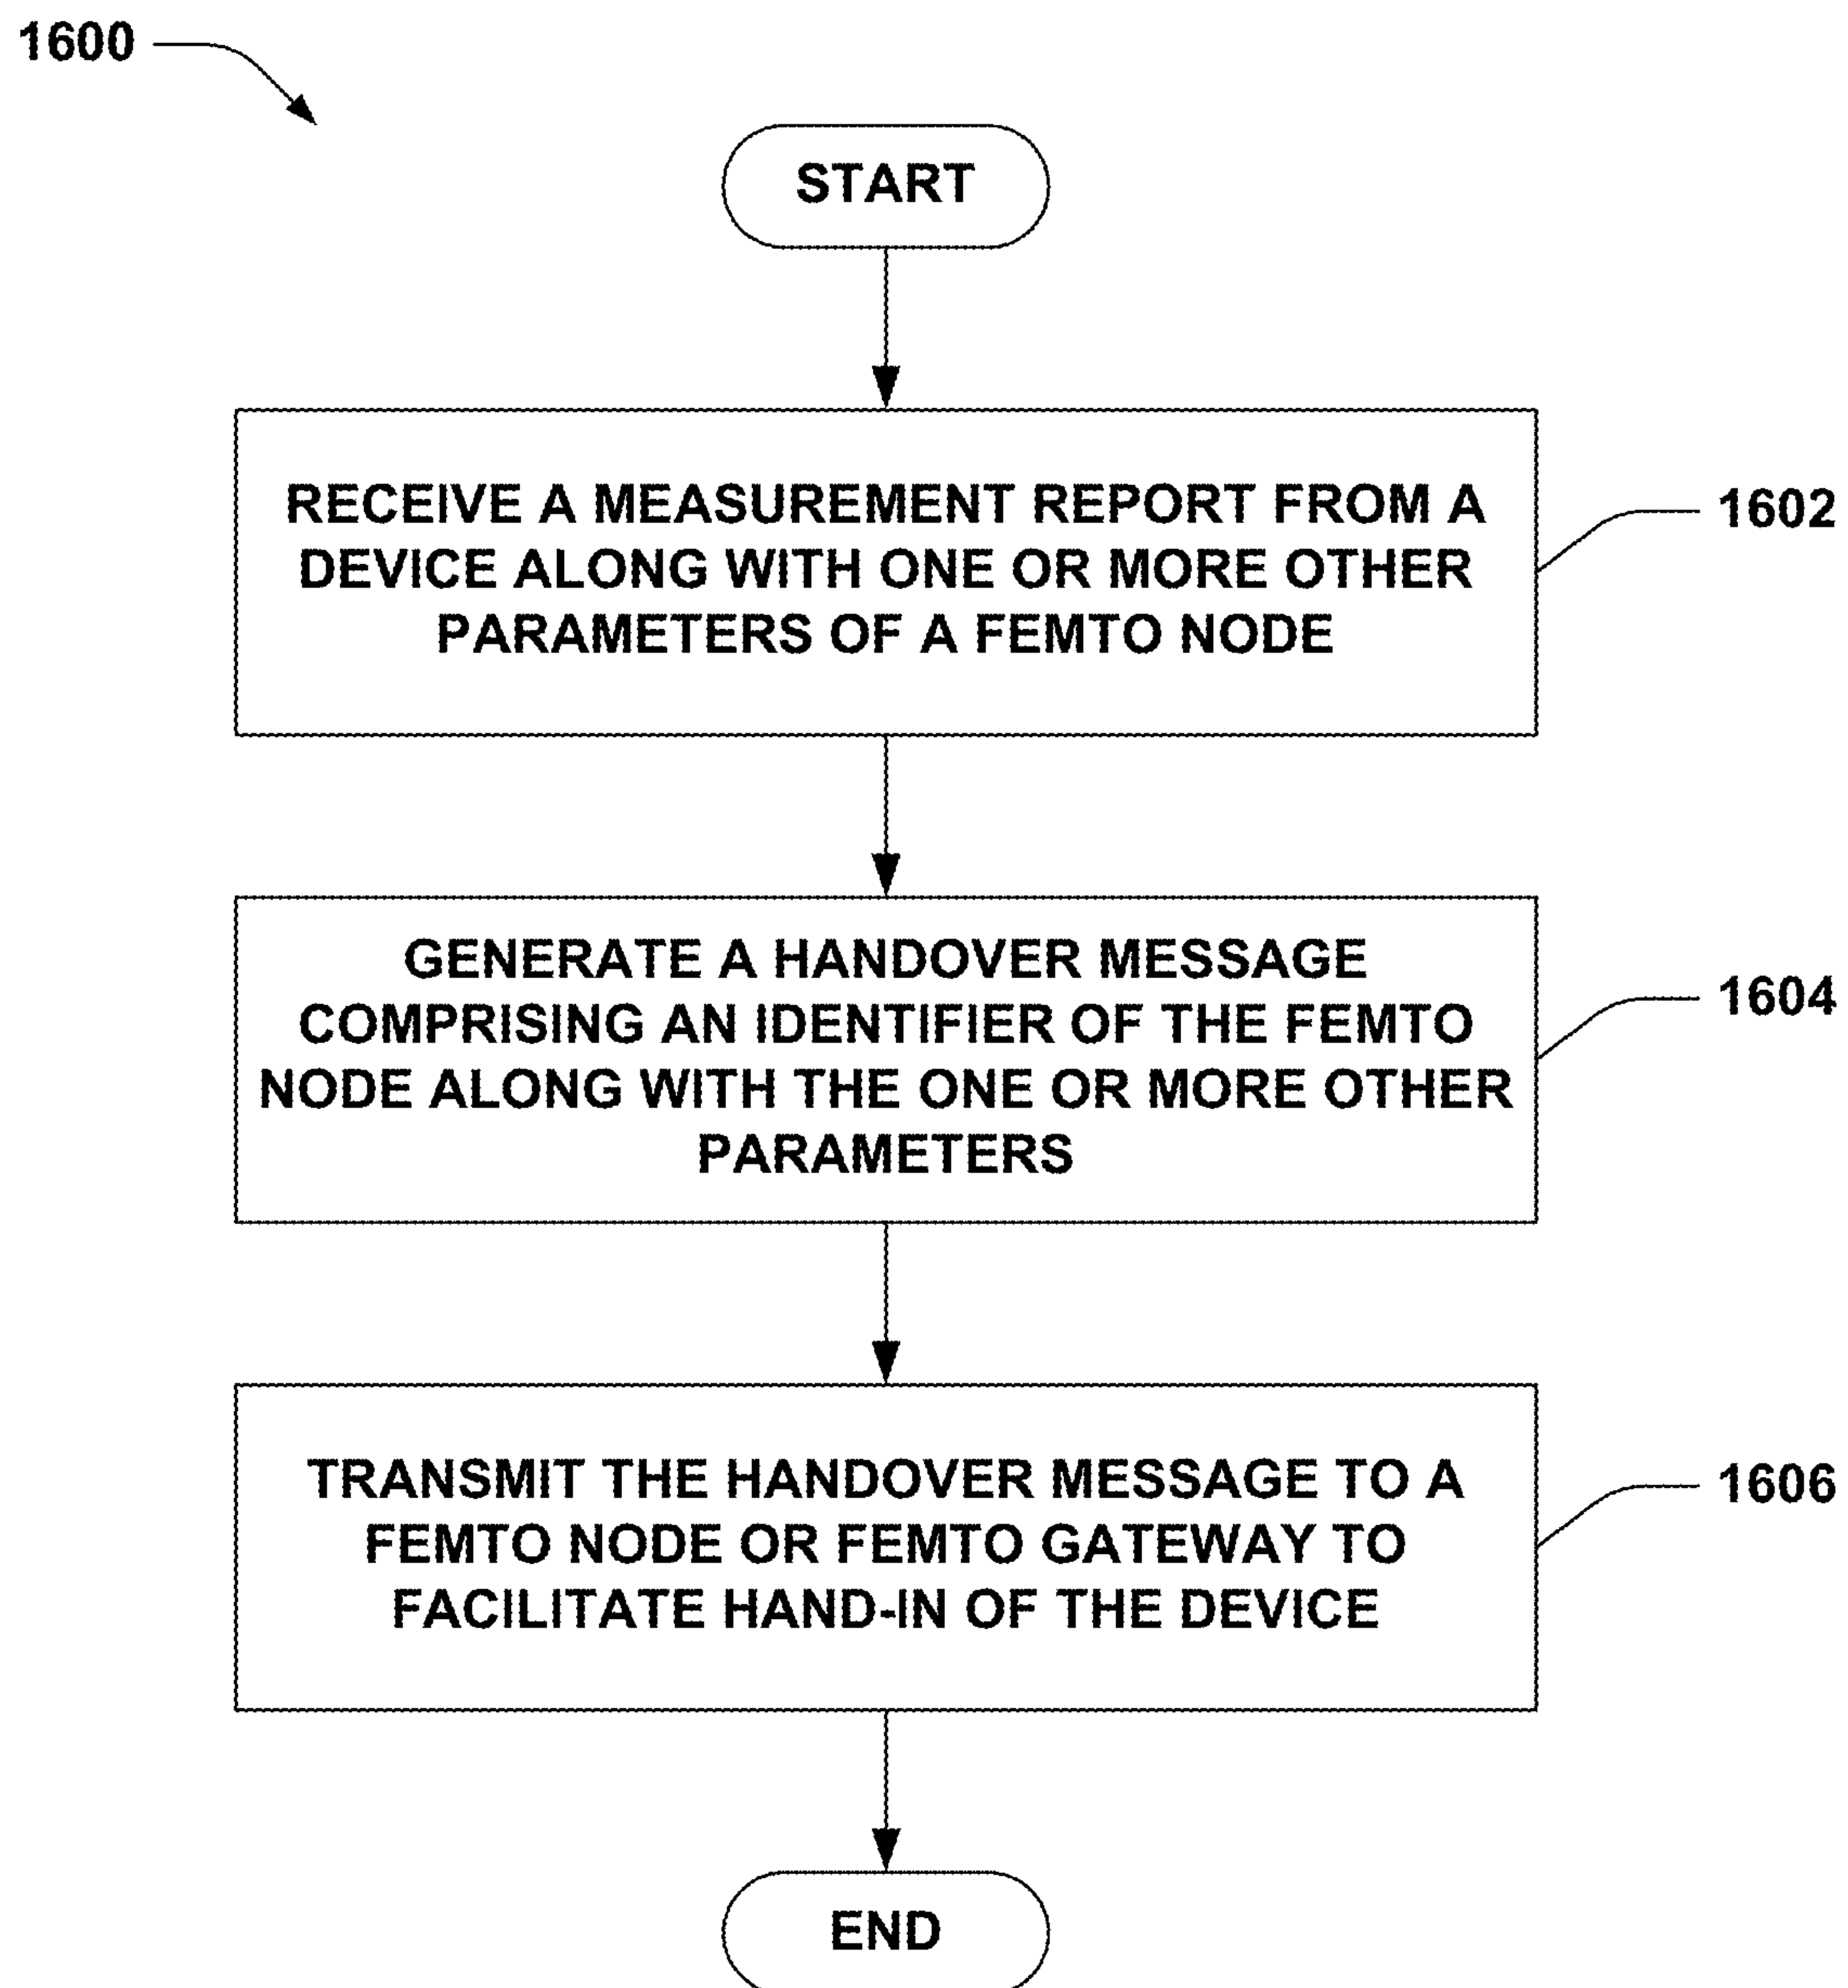 1600
START
RECEIVE A MEASUREMENT REPORT FROM A
DEVICE ALONG WITH ONE OR MORE OTHER
PARAMETERS OF A FEMTO NODE
1602
GENERATE A HANDOVER MESSAGE
COMPRISING AN IDENTIFIER OF THE FEMTO
NODE ALONG WITH THE ONE OR MORE OTHER
PARAMETERS
1604
TRANSMIT THE HANDOVER MESSAGE TO A
FEMTO NODE OR FEMTO GATEWAY TO
FACILITATE HAND-IN OF THE DEVICE
1606
END